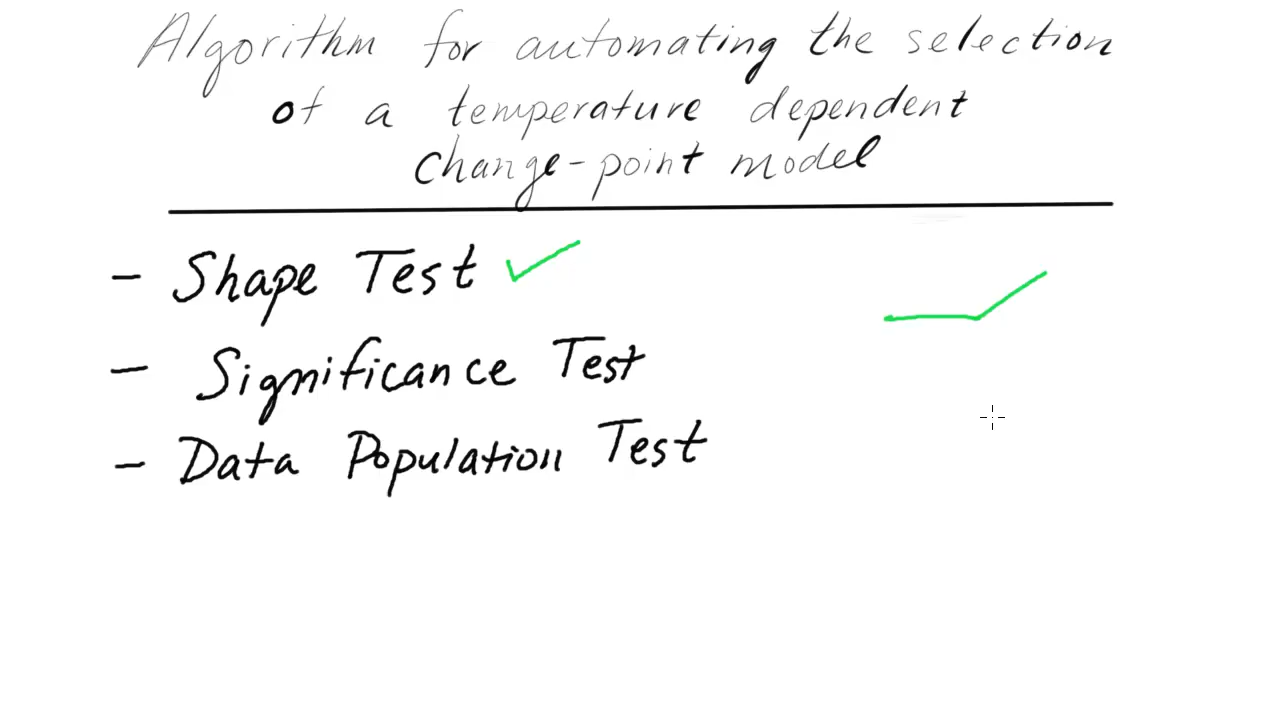 Algorithm for automating the selection
of a temperature dependent
change-point model
- Shape Test ✓
- Significance Test
- Data Population Test